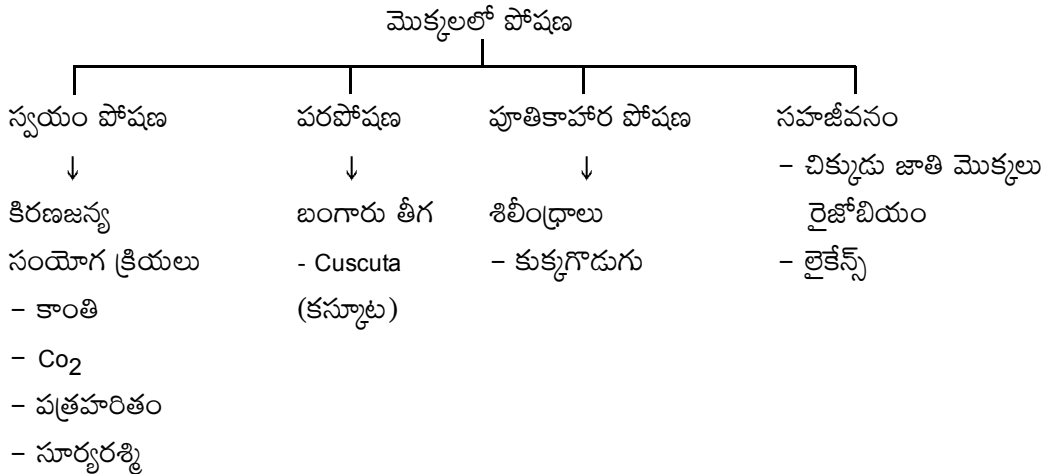 మొక్కలలో పోషణ
స్వయం పోషణ
↓
కిరణజన్య
సంయోగ క్రియలు
– కాంతి
– Co2
– పత్రహరితం
– సూర్యరశ్మి
పరపోషణ
↓
బంగారు తీగ
- Cuscuta
(కస్కూట)
పూతికాహార పోషణ
↓
శిలీంధ్రాలు
– కుక్కగొడుగు
సహజీవనం
– చిక్కుడు జాతి మొక్కలు
రైజోబియం
– లైకేన్స్